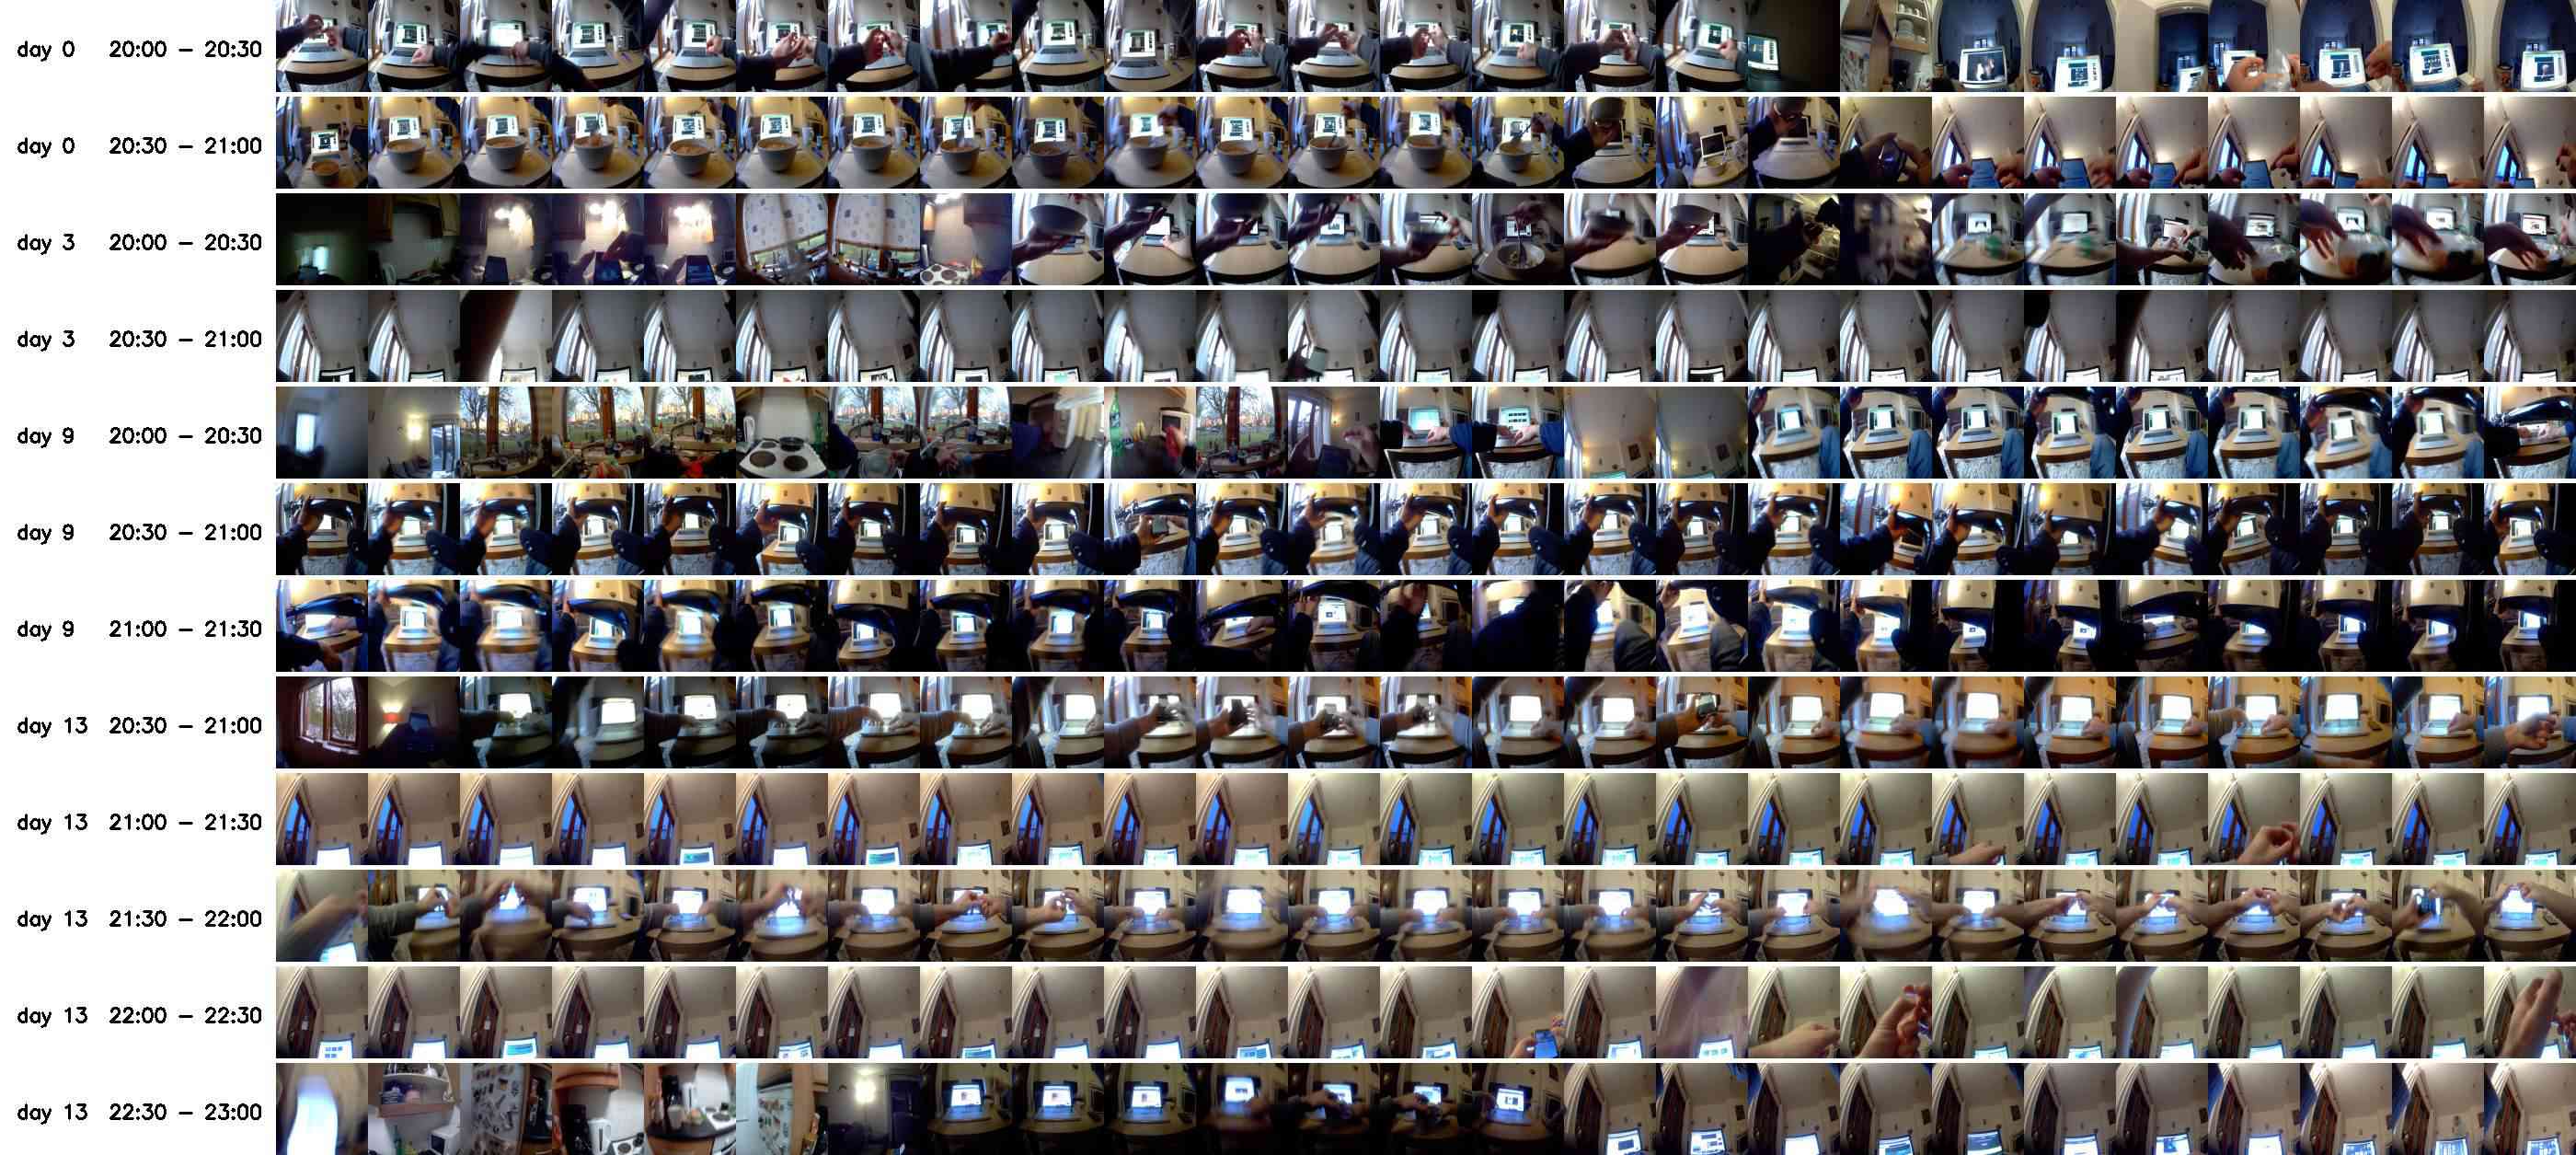 day 0 20:00 - 20:30
day 0 20:30 - 21:00
day 3 20:00 - 20:30
day 3 20:30 - 21:00
day 9 20:00 - 20:30
day 9 20:30 - 21:00
day 9 21:00 - 21:30
day 13 20:30 - 21:00
day 13 21:00 - 21:30
day 13 21:30 - 22:00
day 13 22:00 - 22:30
day 13 22:30 - 23:00